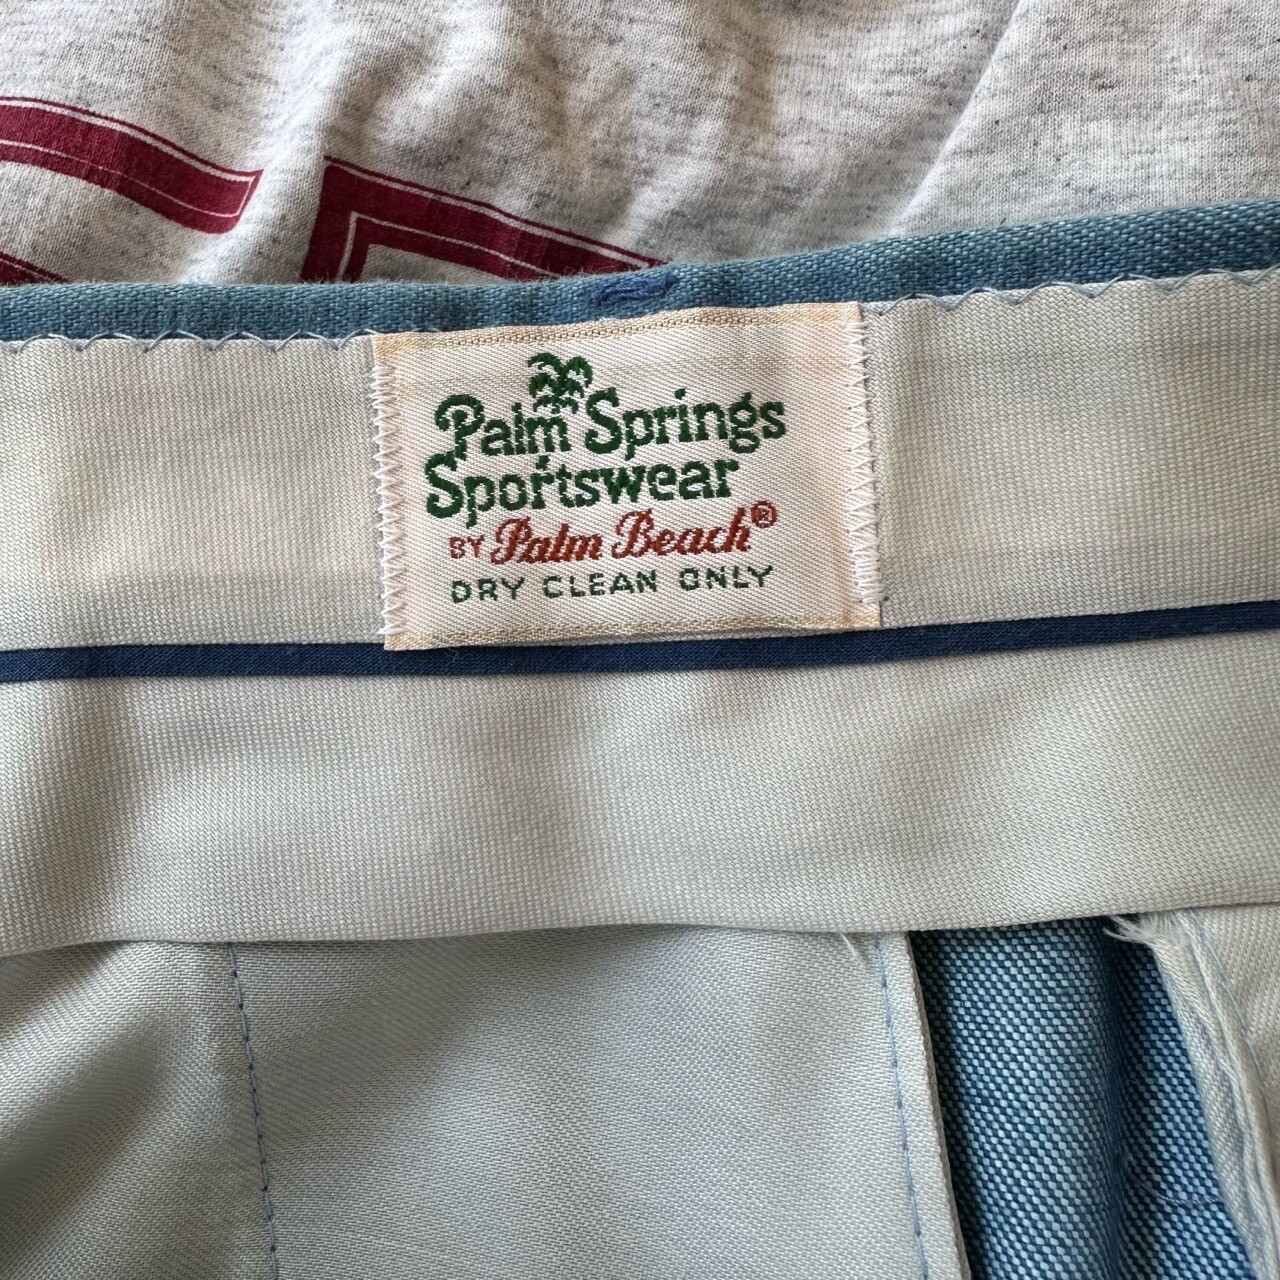 Palm Springs
Sportswear
BY Palm Beach®
DRY CLEAN ONLY